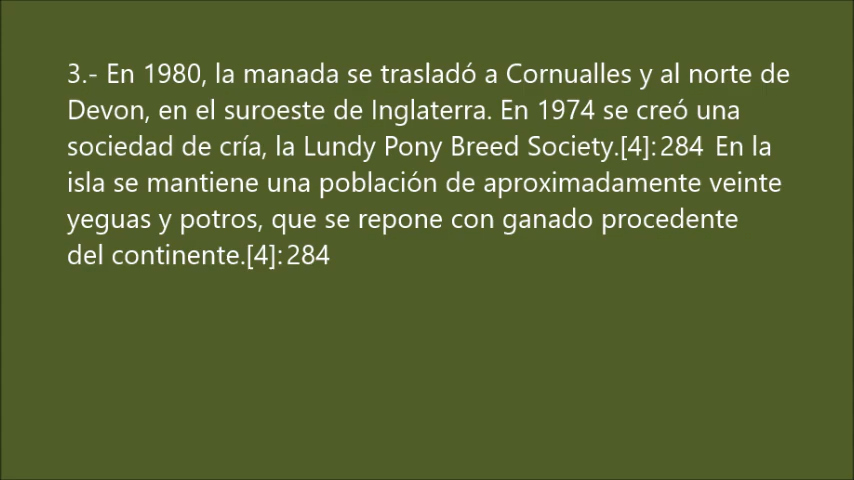 3.- En 1980, la manada se trasladó a Cornualles y al norte de
Devon, en el suroeste de Inglaterra. En 1974 se creó una
sociedad de cría, la Lundy Pony Breed Society.[4]: 284  En la
isla se mantiene una población de aproximadamente veinte
yeguas y potros, que se repone con ganado procedente
del continente.[4]: 284